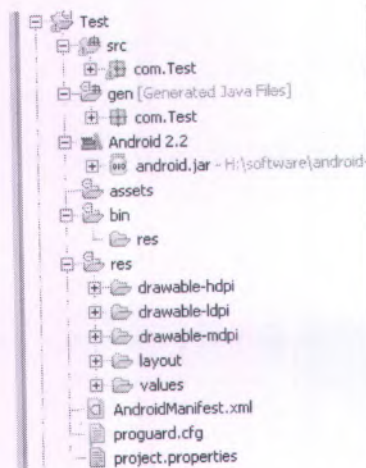 Test
src
com.Test
gen [Generated Java Files]
com.Test
Android 2.2
android.jar - H:\software\android-
assets
bin
res
res
drawable-hdpi
drawable-ldpi
drawable-mdpi
layout
values
AndroidManifest.xml
proguard.cfg
project.properties